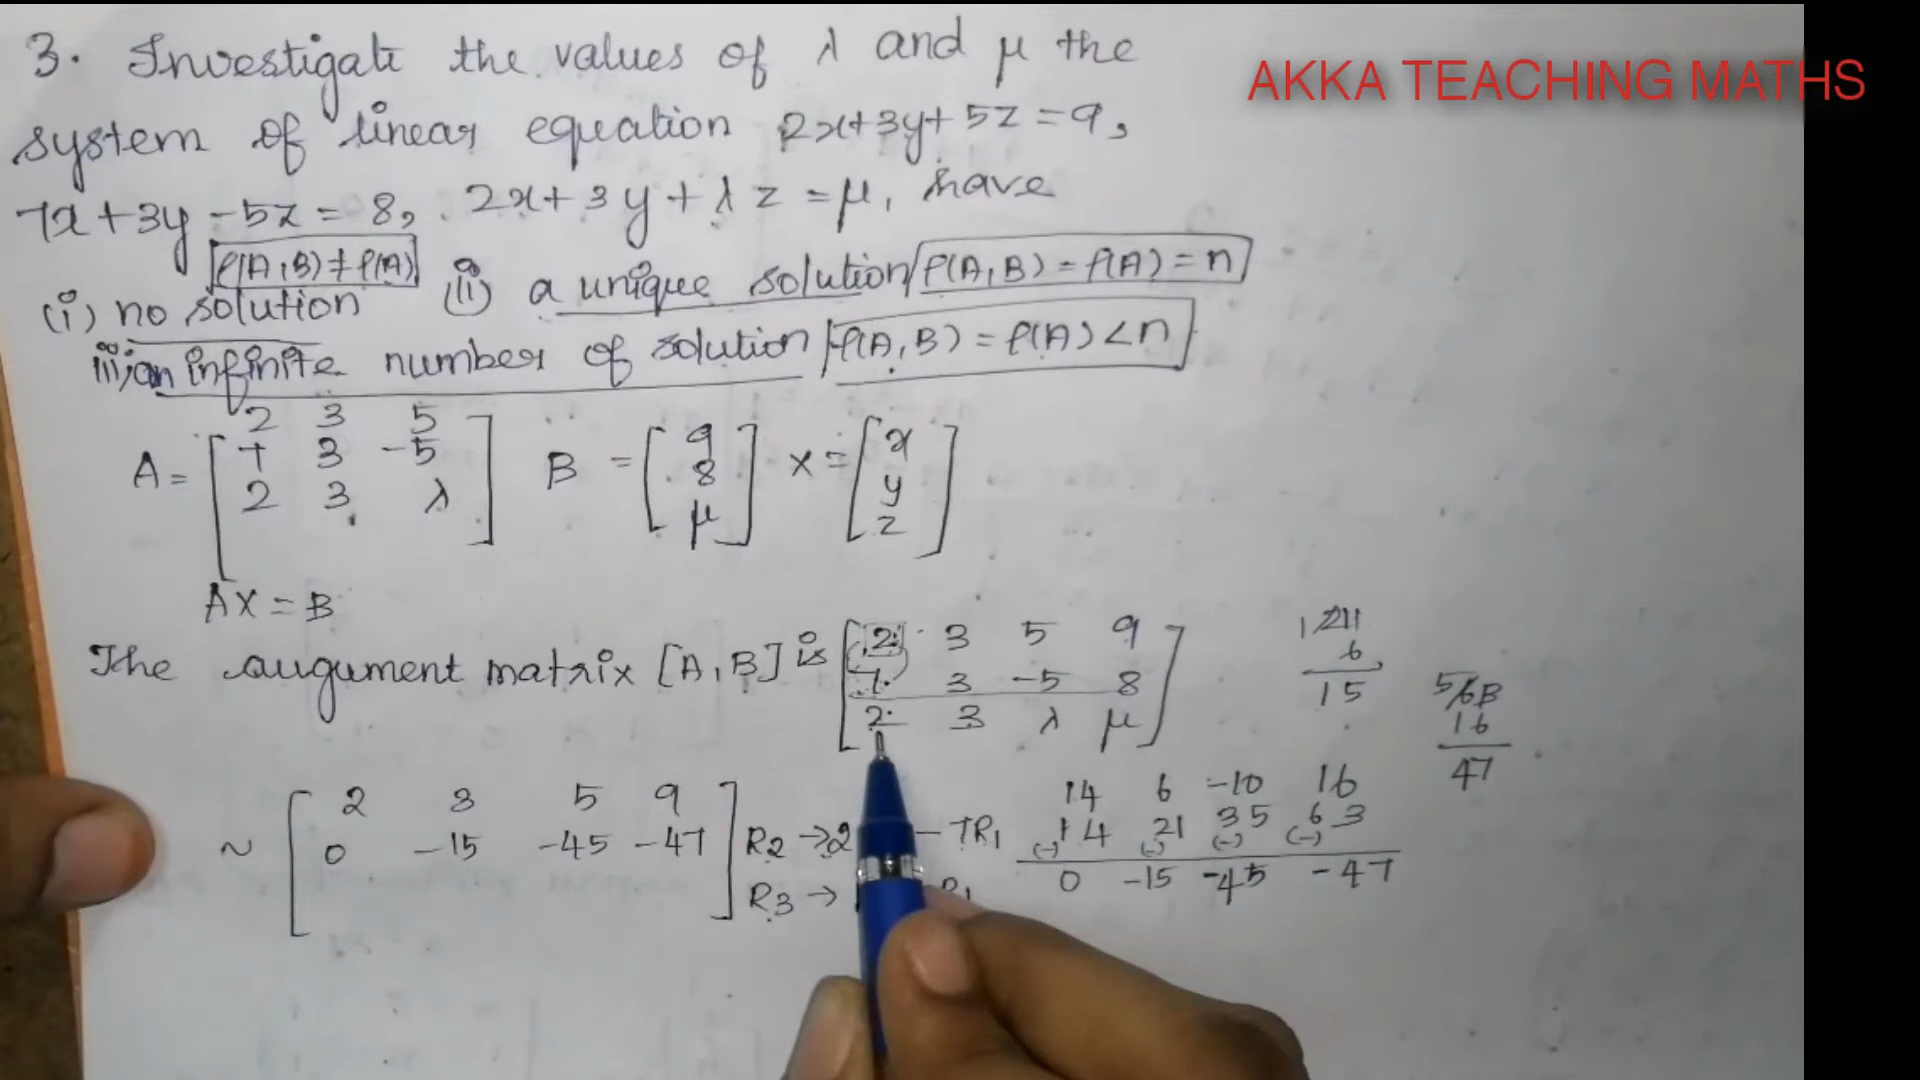 AKKA TEACHING MATHS
3. Investigate the values of λ and μ the
system of linear equation 2x+3y+5z=9,
7x+3y-5z=8, 2x+3y+λz=μ, have
ρ(A,B)≠ρ(A)
(i) no solution (ii) a unique solution ρ(A,B)=ρ(A)=n
iii) an infinite number of solution ρ(A,B)=ρ(A)<n
2 3 5
A = 7 3 -5 B = 9 8 μ X = x y z
2 3 λ
AX = B
The augument matrix [A,B] is 2 3 5 9
7 3 -5 8
2 3 λ μ
6
15
16
47
~ 2 3 5 9
0 -15 -45 -47 R2 → 2 - 7R1
R3 → R1
14 6 -10 16
14 21 35 63
(-) (-) (-) (-)
0 -15 -45 -47